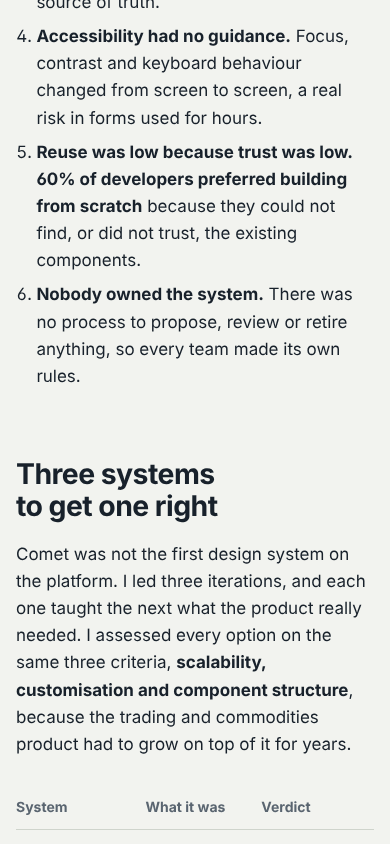 source of truth.
4. Accessibility had no guidance. Focus,
contrast and keyboard behaviour
changed from screen to screen, a real
risk in forms used for hours.
5. Reuse was low because trust was low.
60% of developers preferred building
from scratch because they could not
find, or did not trust, the existing
components.
6. Nobody owned the system. There was
no process to propose, review or retire
anything, so every team made its own
rules.
Three systems
to get one right
Comet was not the first design system on
the platform. I led three iterations, and each
one taught the next what the product really
needed. I assessed every option on the
same three criteria, scalability,
customisation and component structure,
because the trading and commodities
product had to grow on top of it for years.
System What it was Verdict